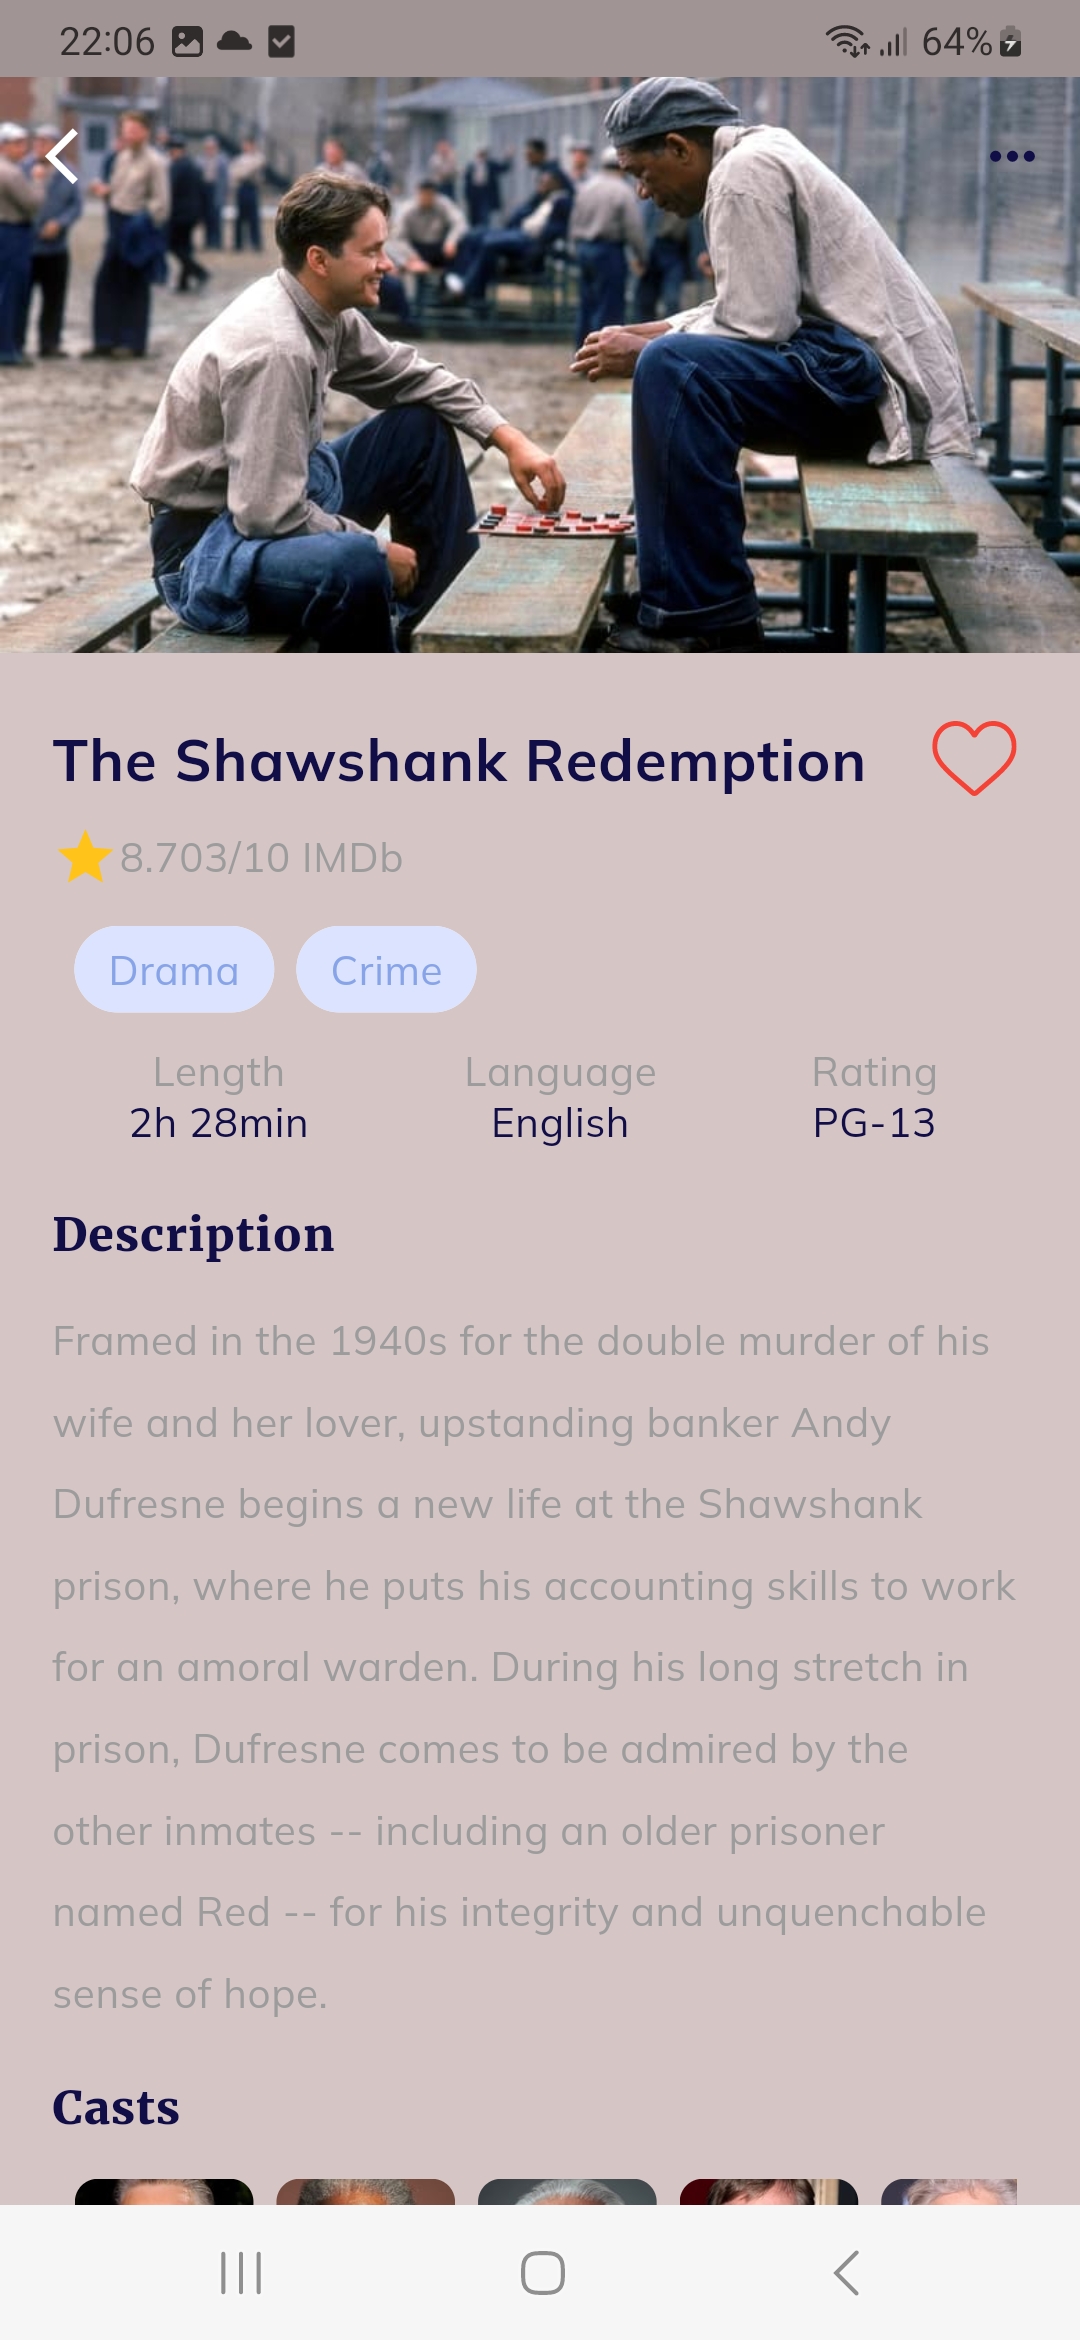 22:06
64%
The Shawshank Redemption
8.703/10 IMDb
Drama Crime
Length Language Rating
2h 28min English PG-13
Description
Framed in the 1940s for the double murder of his
wife and her lover, upstanding banker Andy
Dufresne begins a new life at the Shawshank
prison, where he puts his accounting skills to work
for an amoral warden. During his long stretch in
prison, Dufresne comes to be admired by the
other inmates -- including an older prisoner
named Red -- for his integrity and unquenchable
sense of hope.
Casts